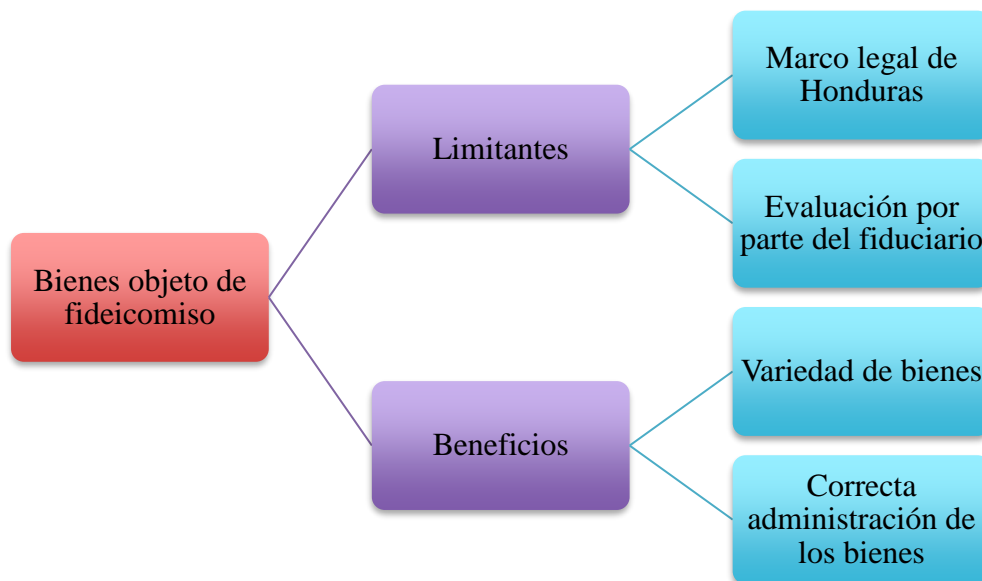 Bienes objeto de
fideicomiso
Limitantes
Marco legal de
Honduras
Evaluación por
parte del fiduciario
Beneficios
Variedad de bienes
Correcta
administración de
los bienes